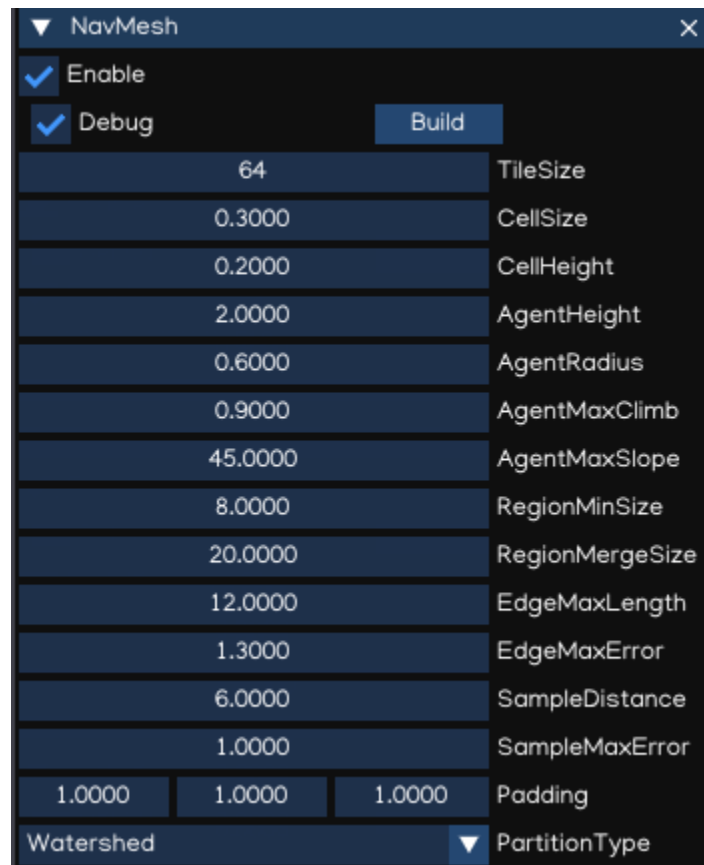 NavMesh
Enable
Debug Build
64 TileSize
0.3000 CellSize
0.2000 CellHeight
2.0000 AgentHeight
0.6000 AgentRadius
0.9000 AgentMaxClimb
45.0000 AgentMaxSlope
8.0000 RegionMinSize
20.0000 RegionMergeSize
12.0000 EdgeMaxLength
1.3000 EdgeMaxError
6.0000 SampleDistance
1.0000 SampleMaxError
1.0000 1.0000 1.0000 Padding
Watershed PartitionType